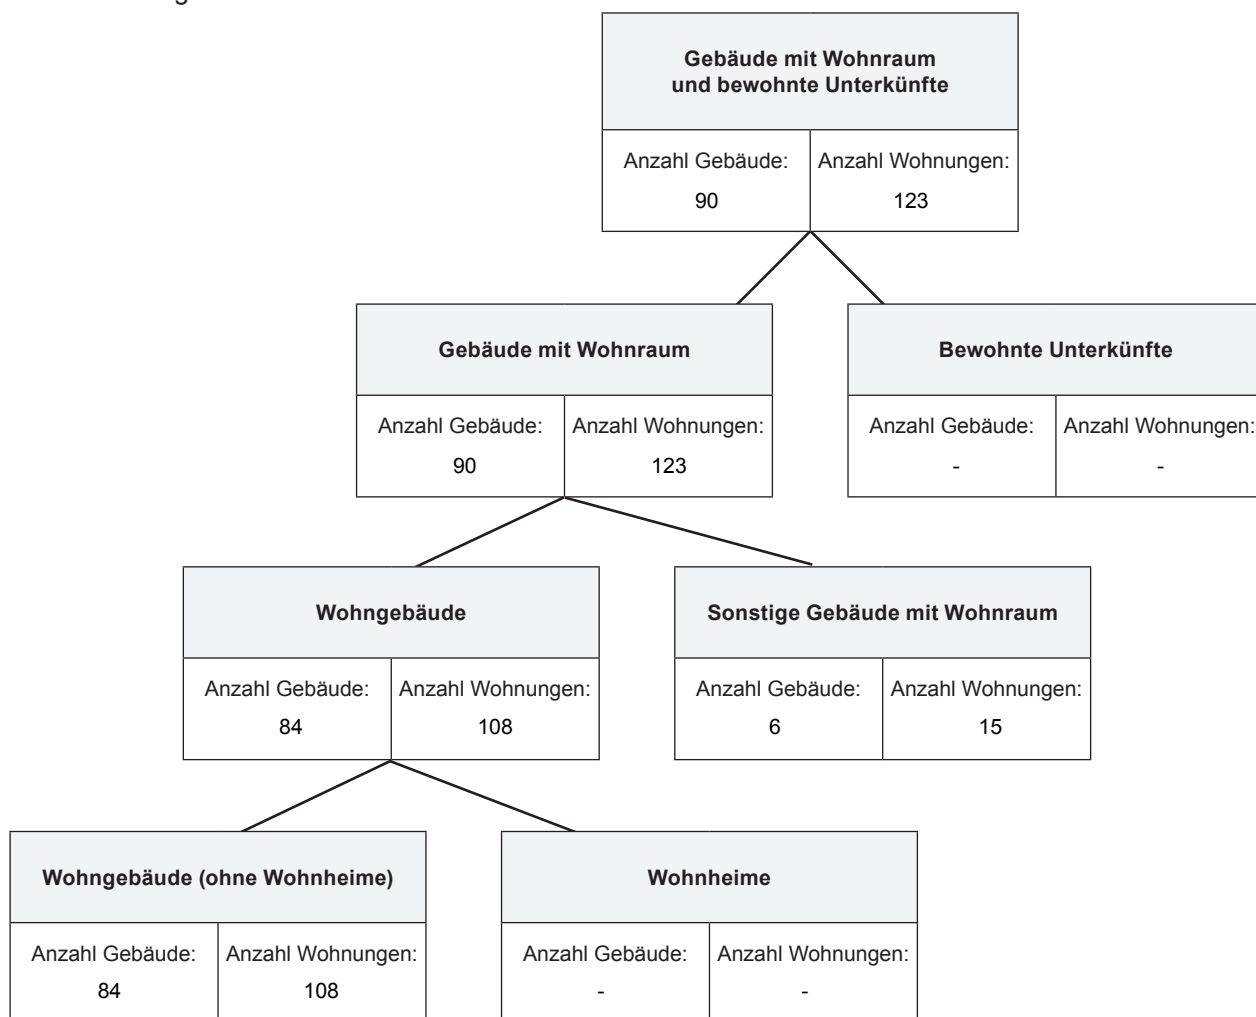 Gebäude mit Wohnraum
und bewohnte Unterkünfte
Anzahl Gebäude: Anzahl Wohnungen:
90 123
Gebäude mit Wohnraum Bewohnte Unterkünfte
Anzahl Gebäude: Anzahl Wohnungen: Anzahl Gebäude: Anzahl Wohnungen:
90 123 - -
Wohngebäude Sonstige Gebäude mit Wohnraum
Anzahl Gebäude: Anzahl Wohnungen: Anzahl Gebäude: Anzahl Wohnungen:
84 108 6 15
Wohngebäude (ohne Wohnheime) Wohnheime
Anzahl Gebäude: Anzahl Wohnungen: Anzahl Gebäude: Anzahl Wohnungen:
84 108 - -